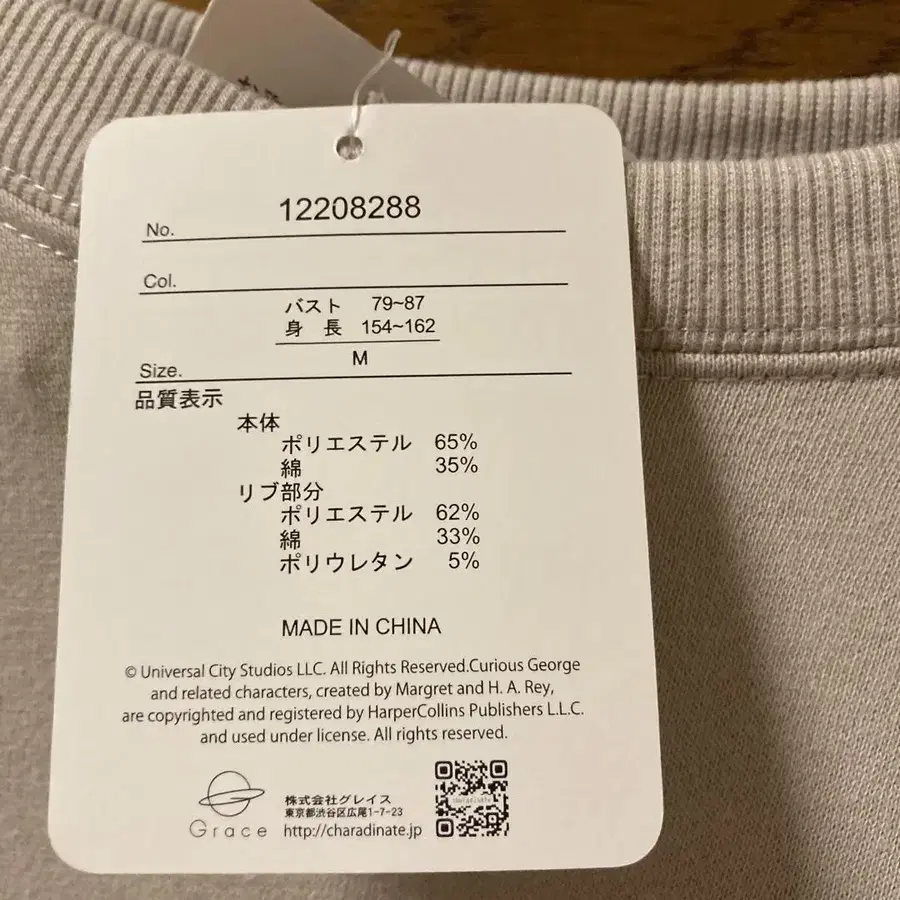 No. 12208288
Col.
バスト 79~87
身 長 154~162
Size. M
品質表示
本体
ポリエステル 65%
綿 35%
リブ部分
ポリエステル 62%
綿 33%
ポリウレタン 5%
MADE IN CHINA
© Universal City Studios LLC. All Rights Reserved.Curious George
and related characters, created by Margret and H. A. Rey,
are copyrighted and registered by HarperCollins Publishers L.L.C.
and used under license. All rights reserved.
Grace
株式会社グレイス
東京都渋谷区広尾1-7-23
http://charadinate.jp